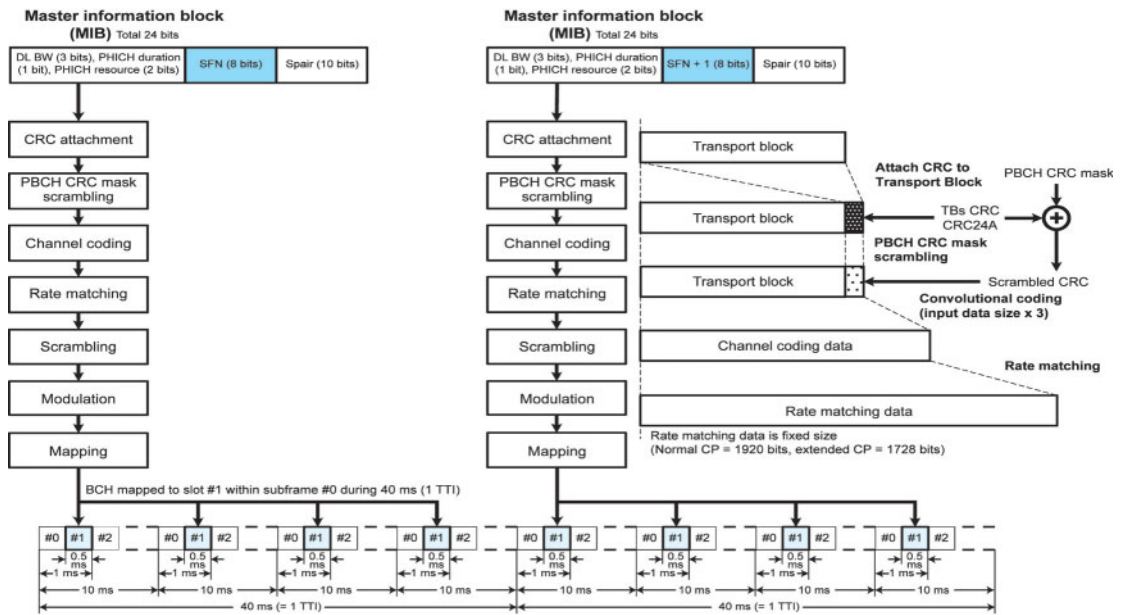 Master information block
(MIB) Total 24 bits
DL BW (3 bits), PHICH duration
(1 bit), PHICH resource (2 bits)
SFN (8 bits)
Spair (10 bits)
CRC attachment
PBCH CRC mask
scrambling
Channel coding
Rate matching
Scrambling
Modulation
Mapping
Master information block
(MIB) Total 24 bits
DL BW (3 bits), PHICH duration
(1 bit), PHICH resource (2 bits)
SFN + 1 (8 bits)
Spair (10 bits)
CRC attachment
PBCH CRC mask
scrambling
Channel coding
Rate matching
Scrambling
Modulation
Mapping
Transport block
Attach CRC to
Transport Block
PBCH CRC mask
Transport block
TBs CRC
CRC24A
+
PBCH CRC mask
scrambling
Transport block
Scrambled CRC
Convolutional coding
(input data size x 3)
Channel coding data
Rate matching
Rate matching data
Rate matching data is fixed size
(Normal CP = 1920 bits, extended CP = 1728 bits)
BCH mapped to slot #1 within subframe #0 during 40 ms (1 TTI)
#0 #1 #2 #0 #1 #2 #0 #1 #2 #0 #1 #2 #0 #1 #2 #0 #1 #2 #0 #1 #2 #0 #1 #2
0.5 0.5 0.5 0.5 0.5 0.5 0.5 0.5
ms ms ms ms ms ms ms ms
1 ms 1 ms 1 ms 1 ms 1 ms 1 ms 1 ms 1 ms
10 ms 10 ms 10 ms 10 ms 10 ms 10 ms 10 ms 10 ms
40 ms (= 1 TTI) 40 ms (= 1 TTI)